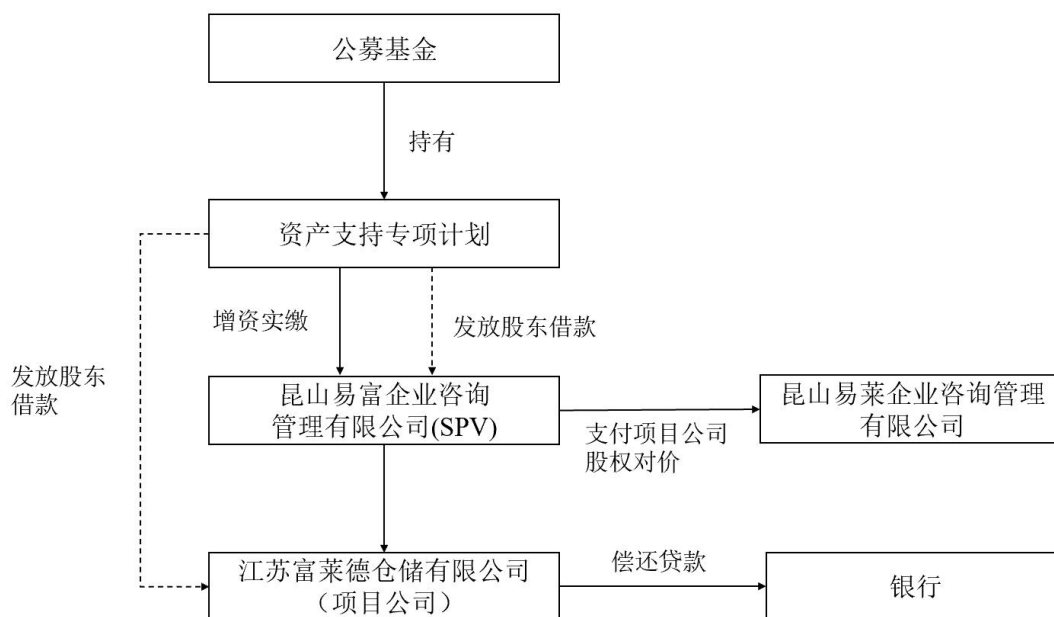 公募基金
持有
资产支持专项计划
增资实缴
发放股东借款
发放股东
借款
昆山易富企业咨询
管理有限公司(SPV)
支付项目公司
股权对价
昆山易莱企业咨询管理
有限公司
江苏富莱德仓储有限公司
（项目公司）
偿还贷款
银行